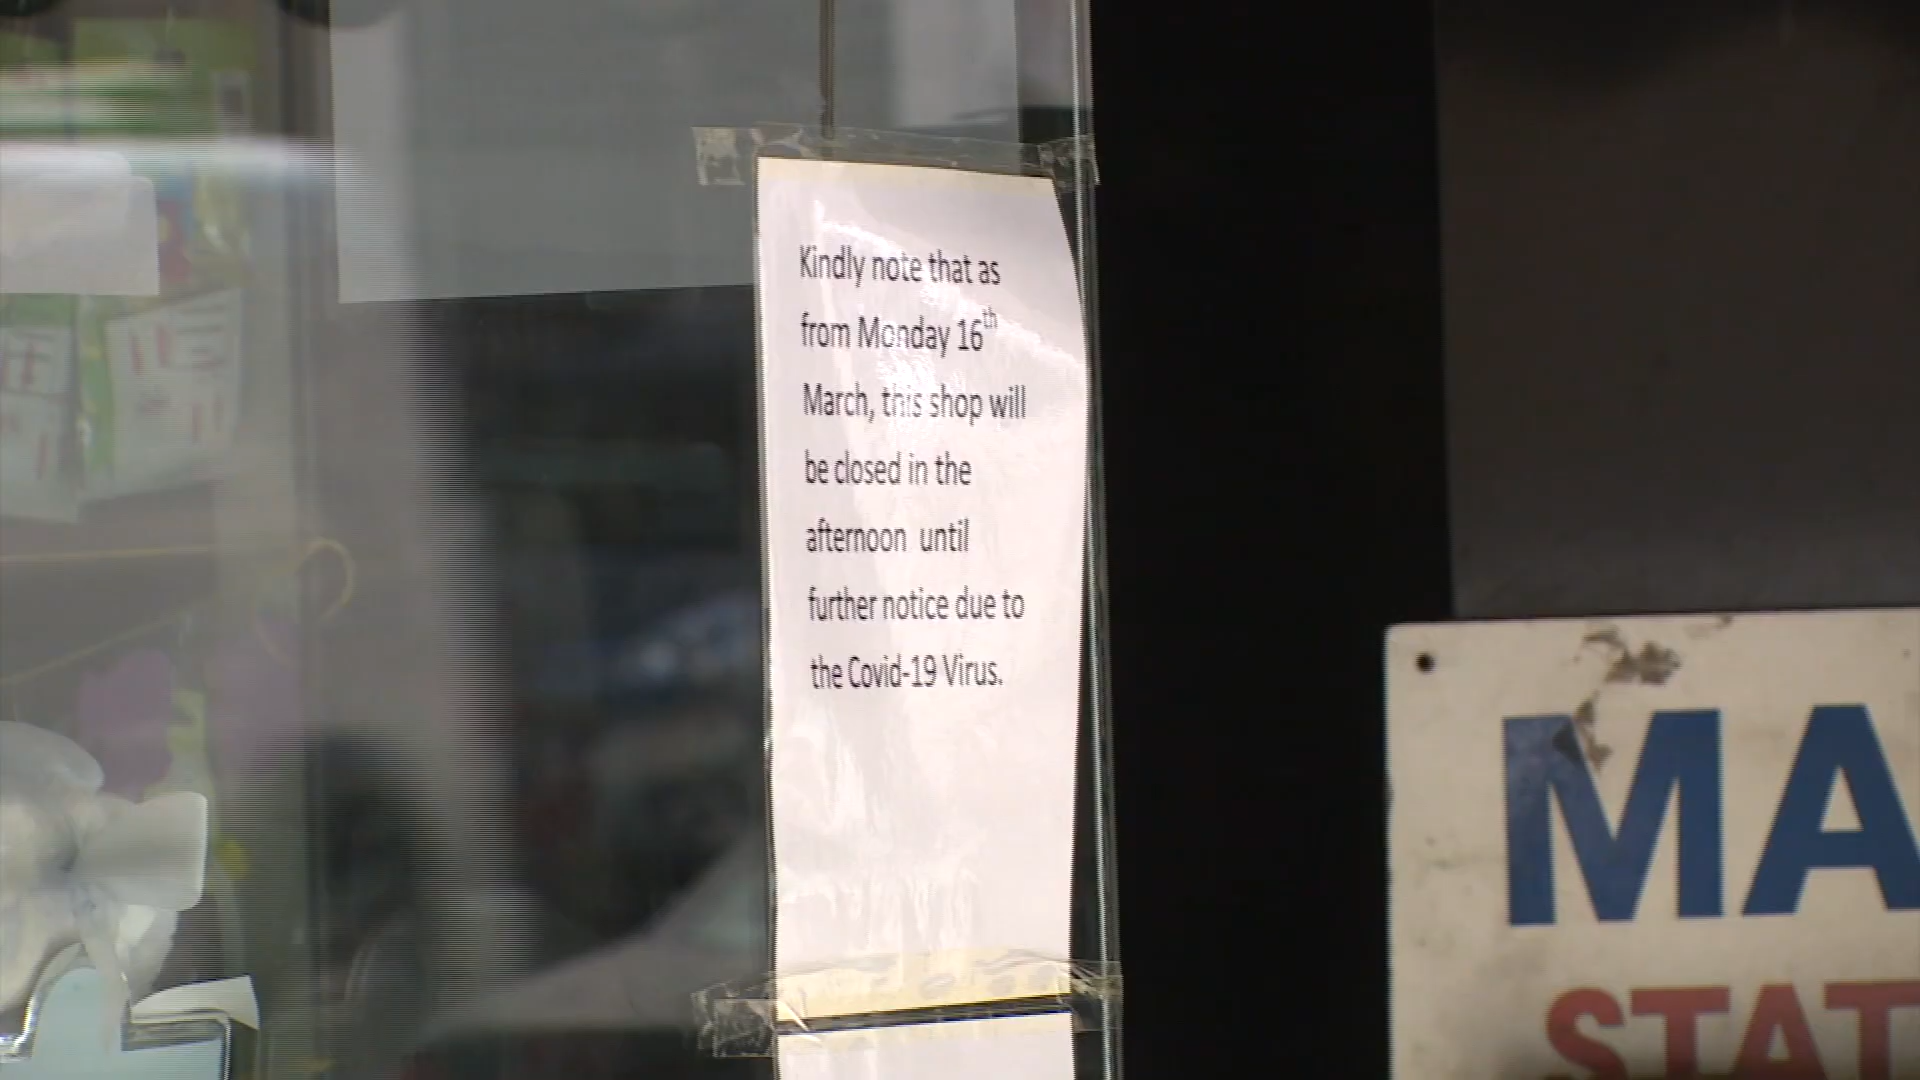 Kindly note that as
from Monday 16th
March, this shop will
be closed in the
afternoon until
further notice due to
the Covid-19 Virus.
MA
STAT